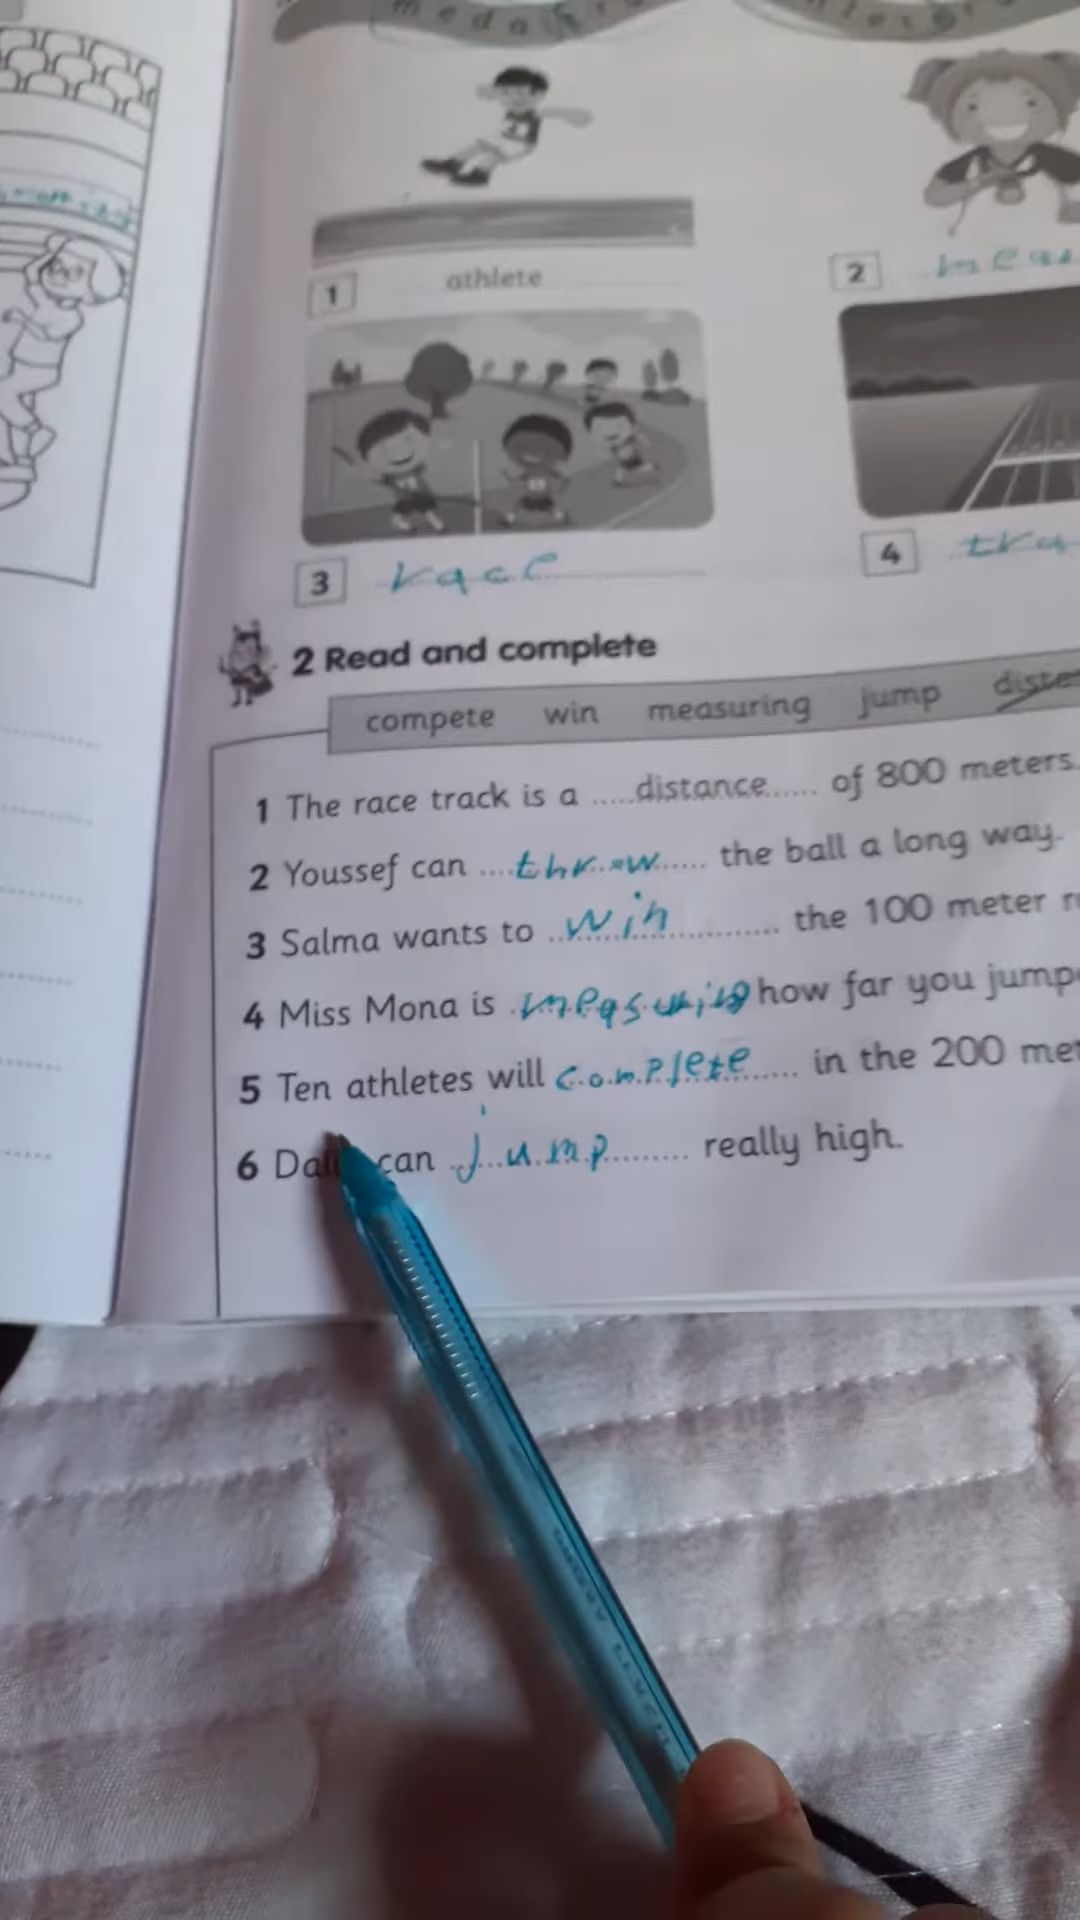 m e d a
1 athlete
2
3 race
4
2 Read and complete
compete win measuring jump
1 The race track is a .....distance...... of 800 meters.
2 Youssef can ....throw...... the ball a long way.
3 Salma wants to ..win.............. the 100 meter
4 Miss Mona is .measuring how far you jump
5 Ten athletes will complete..... in the 200
6 can .jump......... really high.